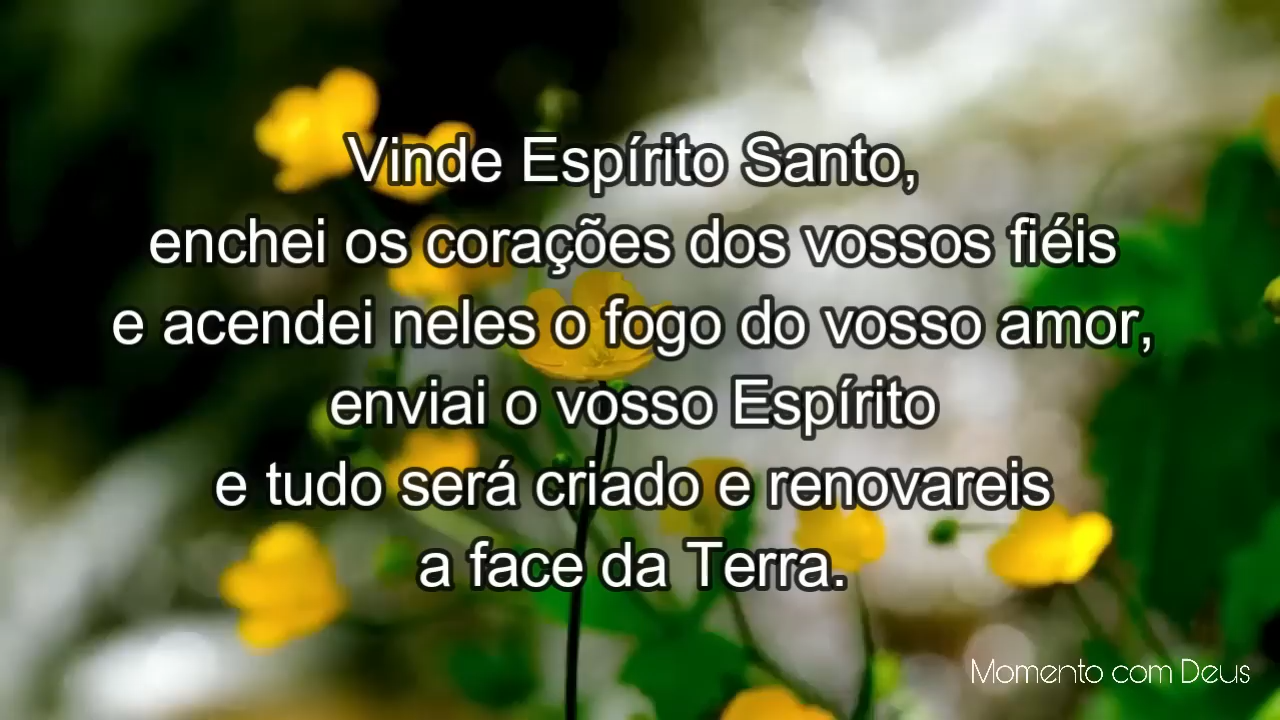 Vinde Espírito Santo,
enchei os corações dos vossos fiéis
e acendei neles o fogo do vosso amor,
enviai o vosso Espírito
e tudo será criado e renovareis
a face da Terra.
Momento com Deus